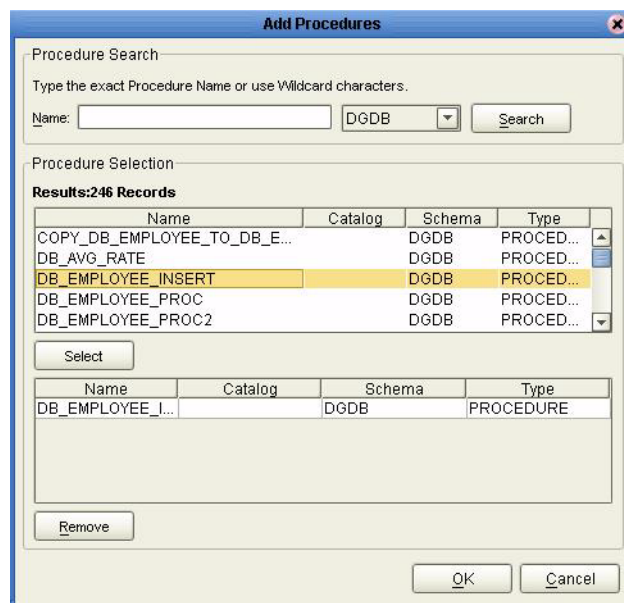 Add Procedures
Procedure Search
Type the exact Procedure Name or use Wildcard characters.
Name: DGDB Search
Procedure Selection
Results:246 Records
Name Catalog Schema Type
COPY_DB_EMPLOYEE_TO_DB_E... DGDB PROCED...
DB_AVG_RATE DGDB PROCED...
DB_EMPLOYEE_INSERT DGDB PROCED...
DB_EMPLOYEE_PROC DGDB PROCED...
DB_EMPLOYEE_PROC2 DGDB PROCED...
Select
Name Catalog Schema Type
DB_EMPLOYEE_I... DGDB PROCEDURE
Remove
OK Cancel